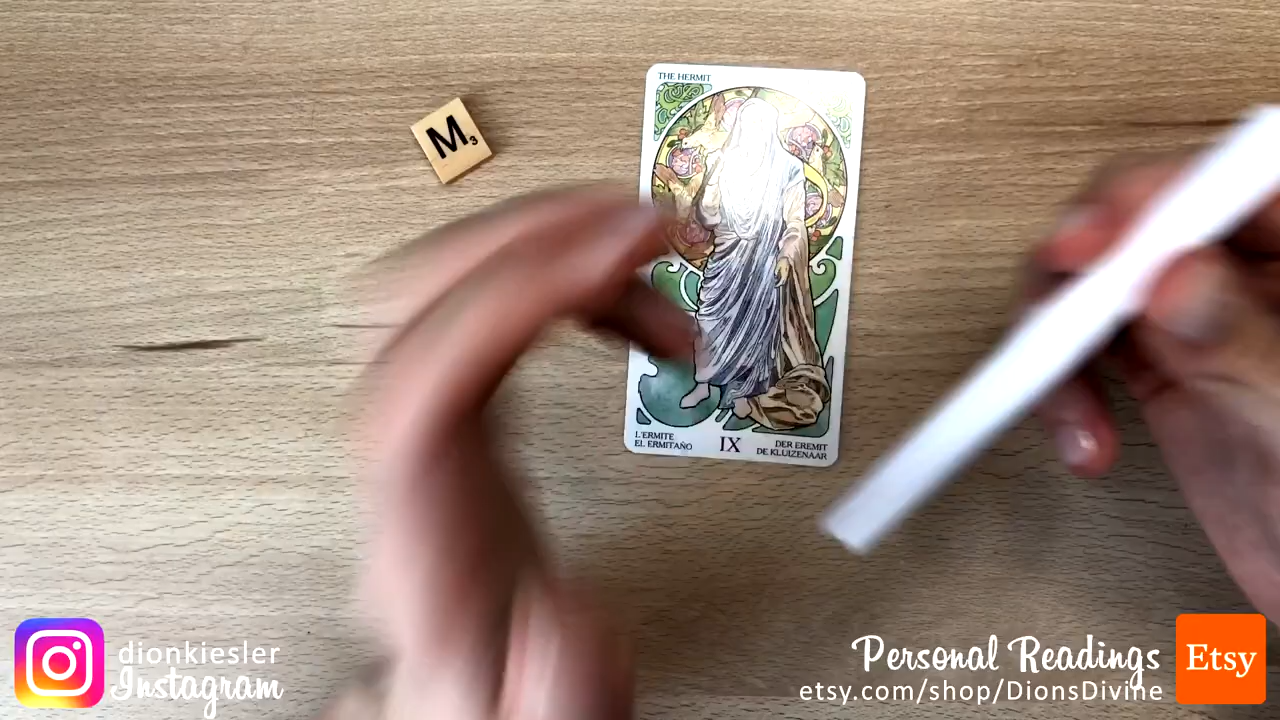 THE HERMIT
M3
L'ERMITE
EL ERMITAÑO
IX
DER EREMIT
DE KLUIZENAAR
dionkiesler
Instagram
Personal Readings
etsy.com/shop/DionsDivine
Etsy